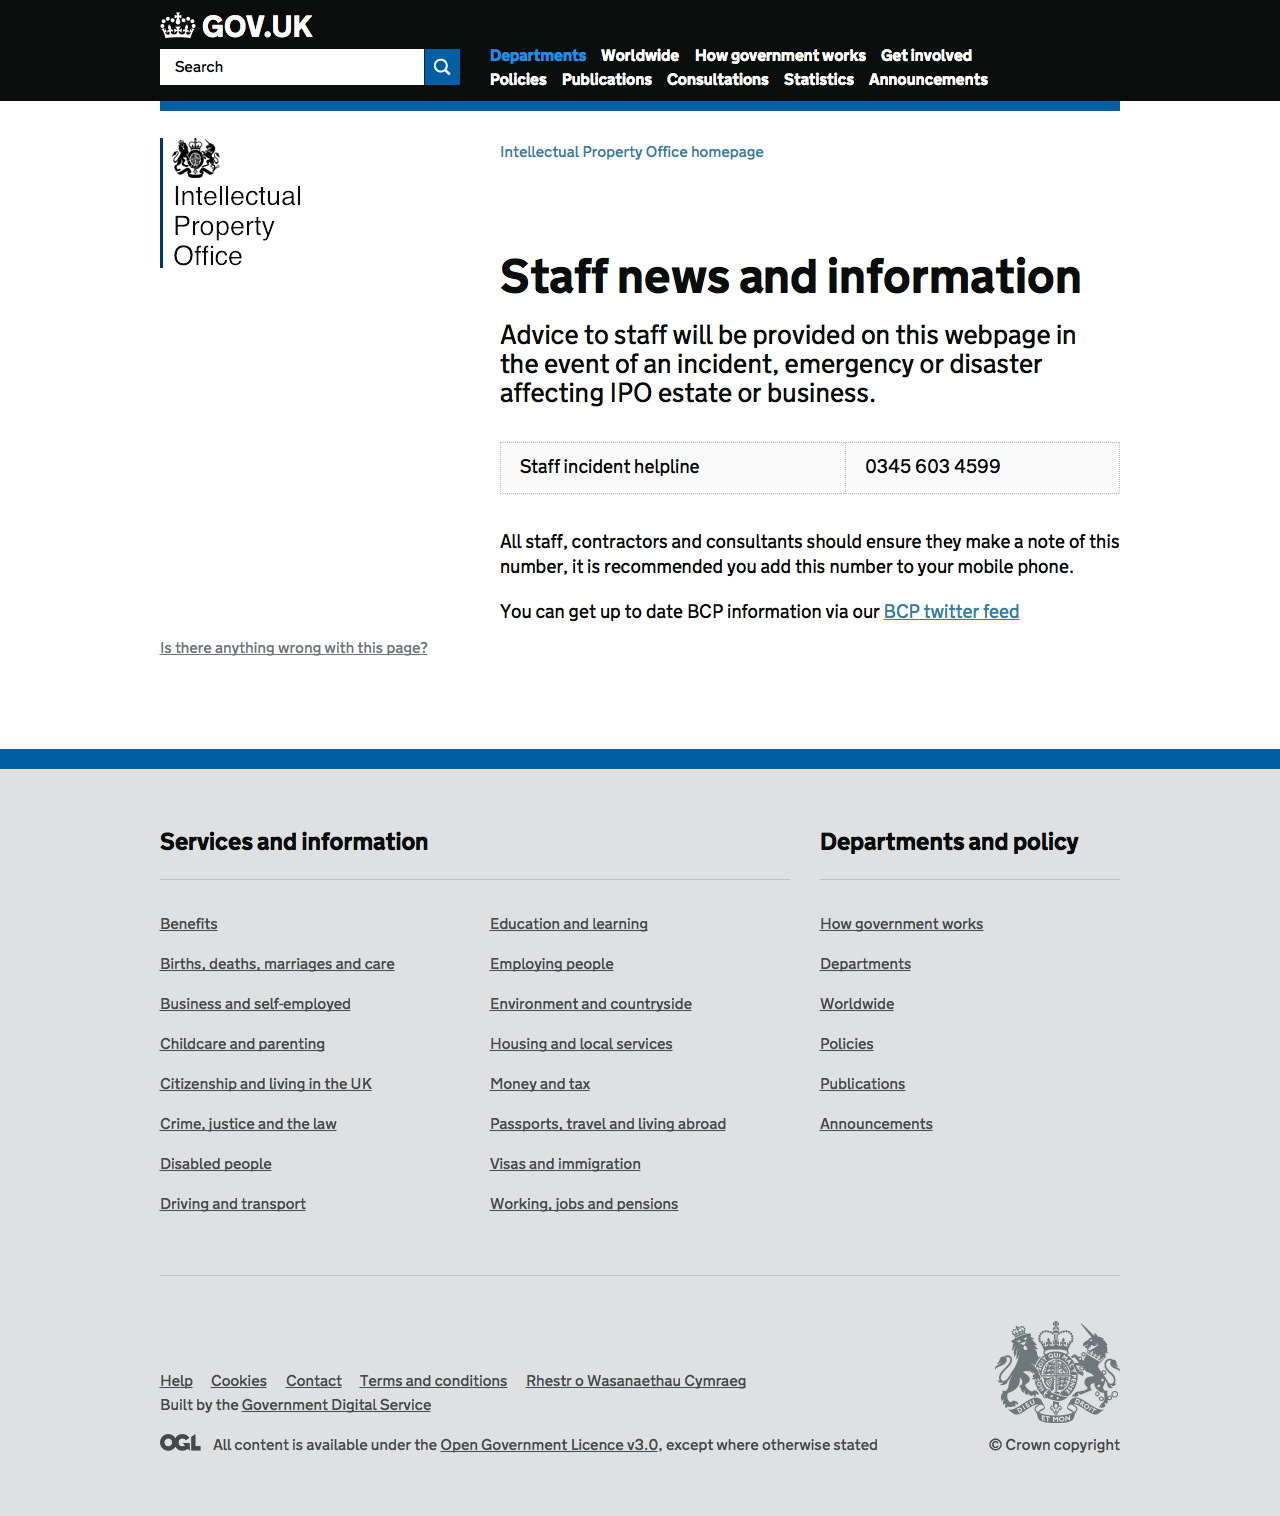 GOV.UK
Search
Departments Worldwide How government works Get involved
Policies Publications Consultations Statistics Announcements
Intellectual
Property
Office
Intellectual Property Office homepage
Staff news and information
Advice to staff will be provided on this webpage in
the event of an incident, emergency or disaster
affecting IPO estate or business.
Staff incident helpline 0345 603 4599
All staff, contractors and consultants should ensure they make a note of this
number, it is recommended you add this number to your mobile phone.
You can get up to date BCP information via our BCP twitter feed
Is there anything wrong with this page?
Services and information
Benefits
Births, deaths, marriages and care
Business and self-employed
Childcare and parenting
Citizenship and living in the UK
Crime, justice and the law
Disabled people
Driving and transport
Education and learning
Employing people
Environment and countryside
Housing and local services
Money and tax
Passports, travel and living abroad
Visas and immigration
Working, jobs and pensions
Departments and policy
How government works
Departments
Worldwide
Policies
Publications
Announcements
Help Cookies Contact Terms and conditions Rhestr o Wasanaethau Cymraeg
Built by the Government Digital Service
OGL All content is available under the Open Government Licence v3.0, except where otherwise stated
DIEU ET MON DROIT
© Crown copyright